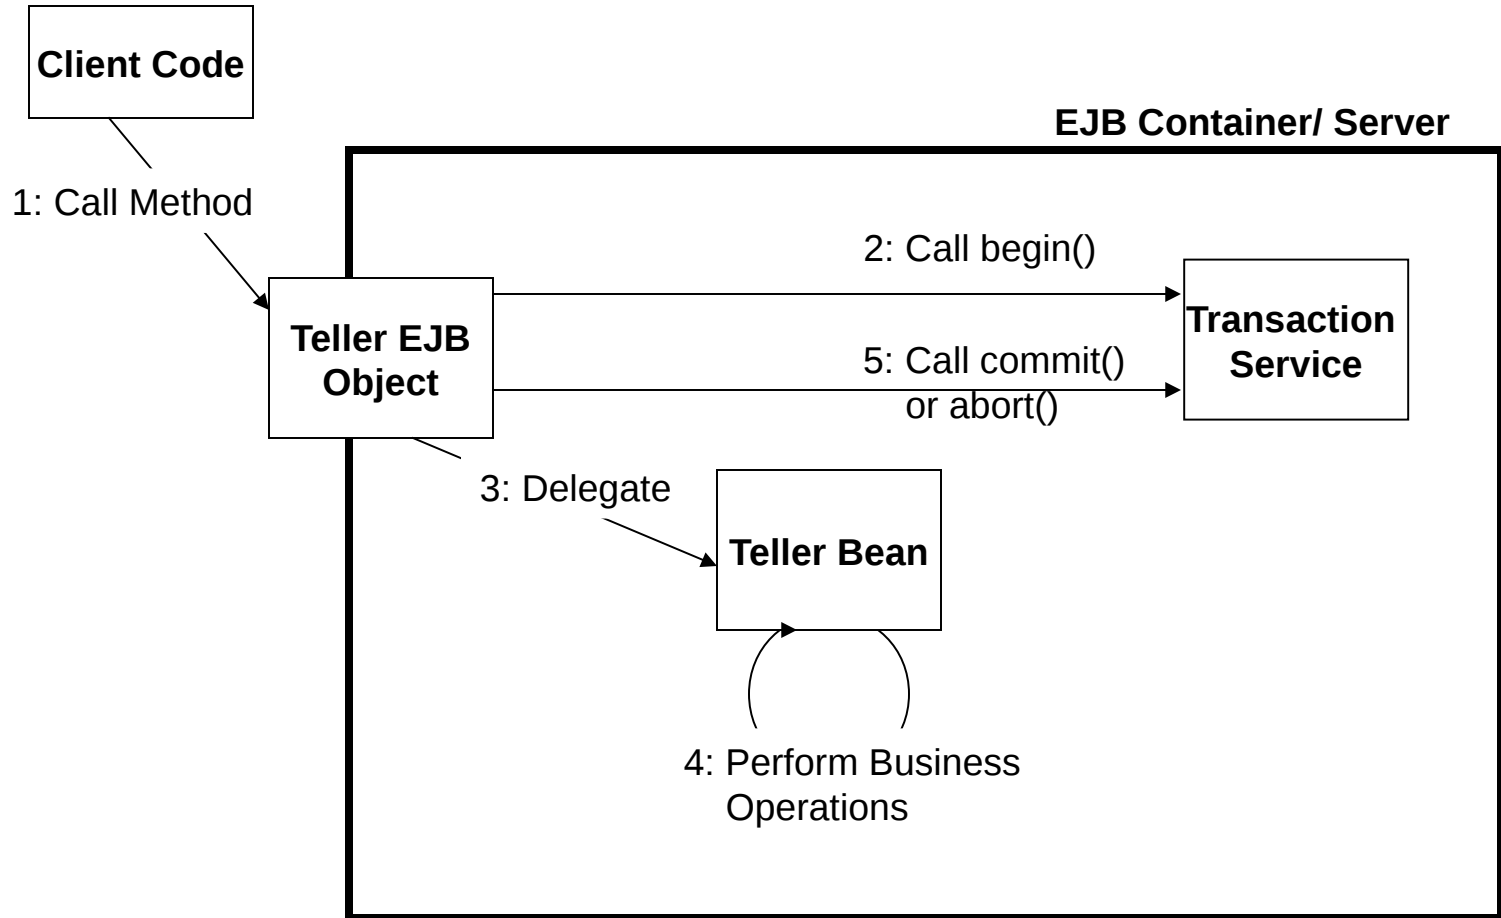 Client Code
EJB Container/ Server
1: Call Method
2: Call begin()
Transaction
Service
Teller EJB
Object
5: Call commit()
or abort()
3: Delegate
Teller Bean
4: Perform Business
Operations